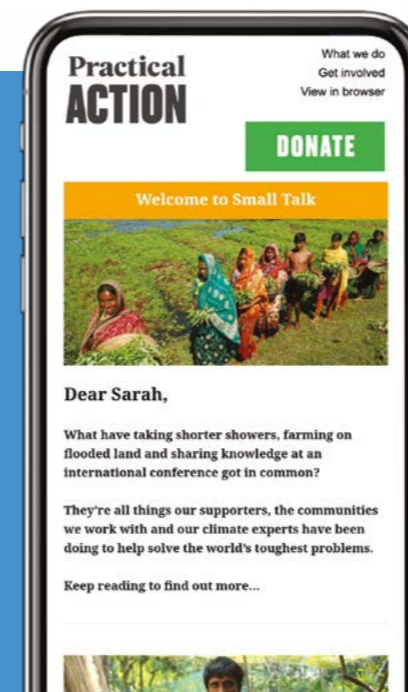 Practical
ACTION
What we do
Get involved
View in browser
DONATE
Welcome to Small Talk
Dear Sarah,
What have taking shorter showers, farming on
flooded land and sharing knowledge at an
international conference got in common?
They're all things our supporters, the communities
we work with and our climate experts have been
doing to help solve the world's toughest problems.
Keep reading to find out more...